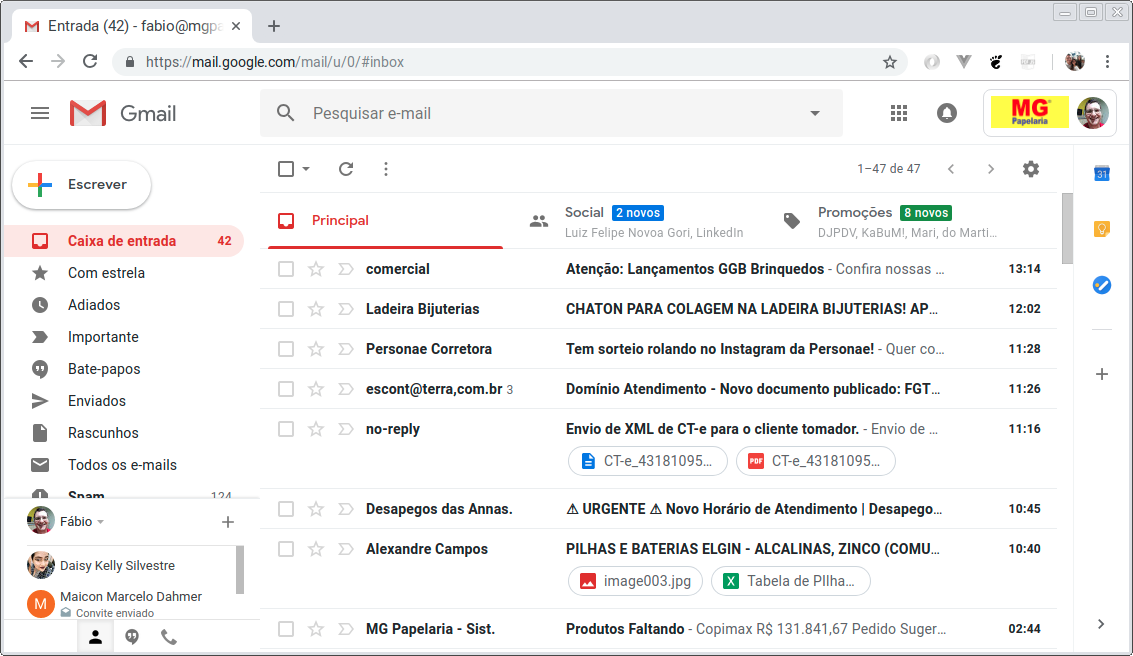 Entrada (42) - fabio@mgpa
https://mail.google.com/mail/u/0/#inbox
Gmail
Pesquisar e-mail
MG
Papelaria
Escrever
1–47 de 47
31
Principal
Social 2 novos
Luiz Felipe Novoa Gori, LinkedIn
Promoções 8 novos
DJPDV, KaBuM!, Mari, do Marti…
Caixa de entrada 42
Com estrela
Adiados
Importante
Bate-papos
Enviados
Rascunhos
Todos os e-mails
Spam 124
comercial Atenção: Lançamentos GGB Brinquedos - Confira nossas … 13:14
Ladeira Bijuterias CHATON PARA COLAGEM NA LADEIRA BIJUTERIAS! AP… 12:02
Personae Corretora Tem sorteio rolando no Instagram da Personae! - Quer co… 11:28
escont@terra,com.br 3 Domínio Atendimento - Novo documento publicado: FGT… 11:26
no-reply Envio de XML de CT-e para o cliente tomador. - Envio de … 11:16
CT-e_43181095… PDF CT-e_43181095…
Desapegos das Annas. ⚠ URGENTE ⚠ Novo Horário de Atendimento | Desapego… 10:45
Alexandre Campos PILHAS E BATERIAS ELGIN - ALCALINAS, ZINCO (COMU… 10:40
image003.jpg X Tabela de PIlha…
MG Papelaria - Sist. Produtos Faltando - Copimax R$ 131.841,67 Pedido Suger… 02:44
Fábio
Daisy Kelly Silvestre
M Maicon Marcelo Dahmer
Convite enviado